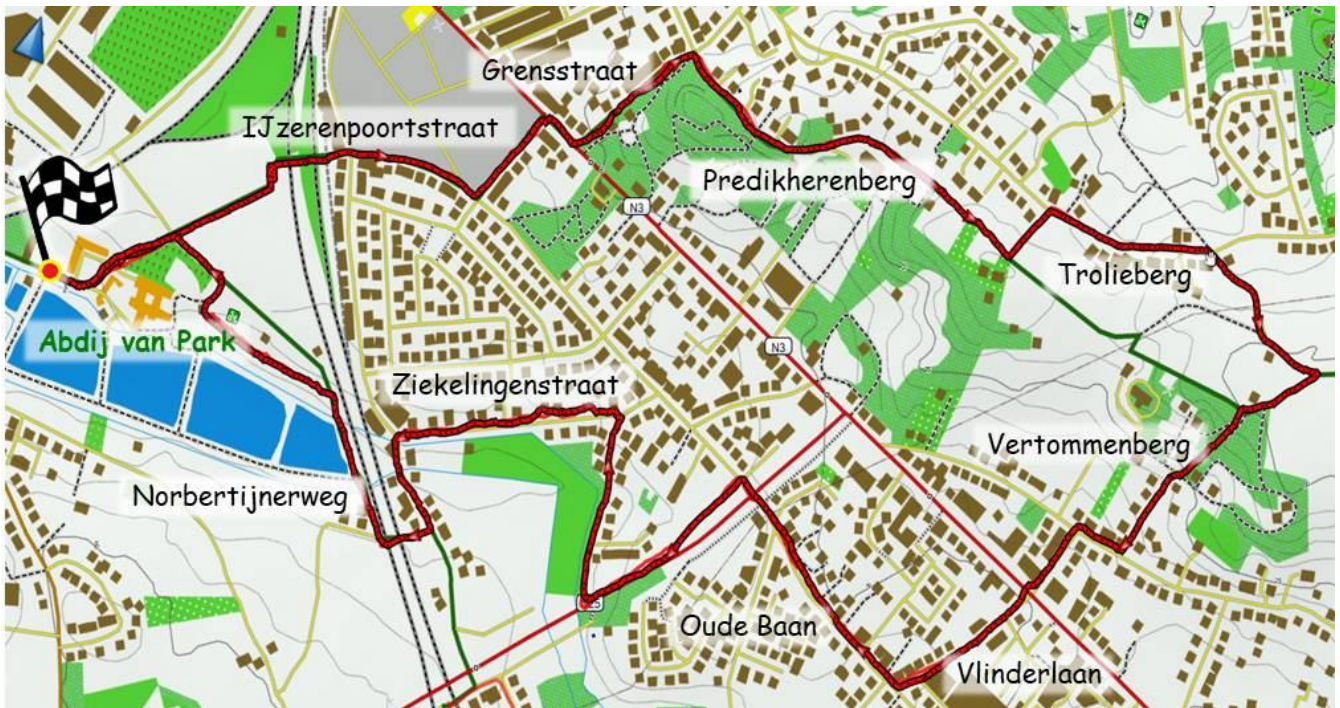 Grensstraat
IJzerenpoortstraat
Predikherenberg
N3
Trolieberg
Abdij van Park
N3
Ziekelingenstraat
Vertommenberg
Norbertijnerweg
Oude Baan
Vlinderlaan